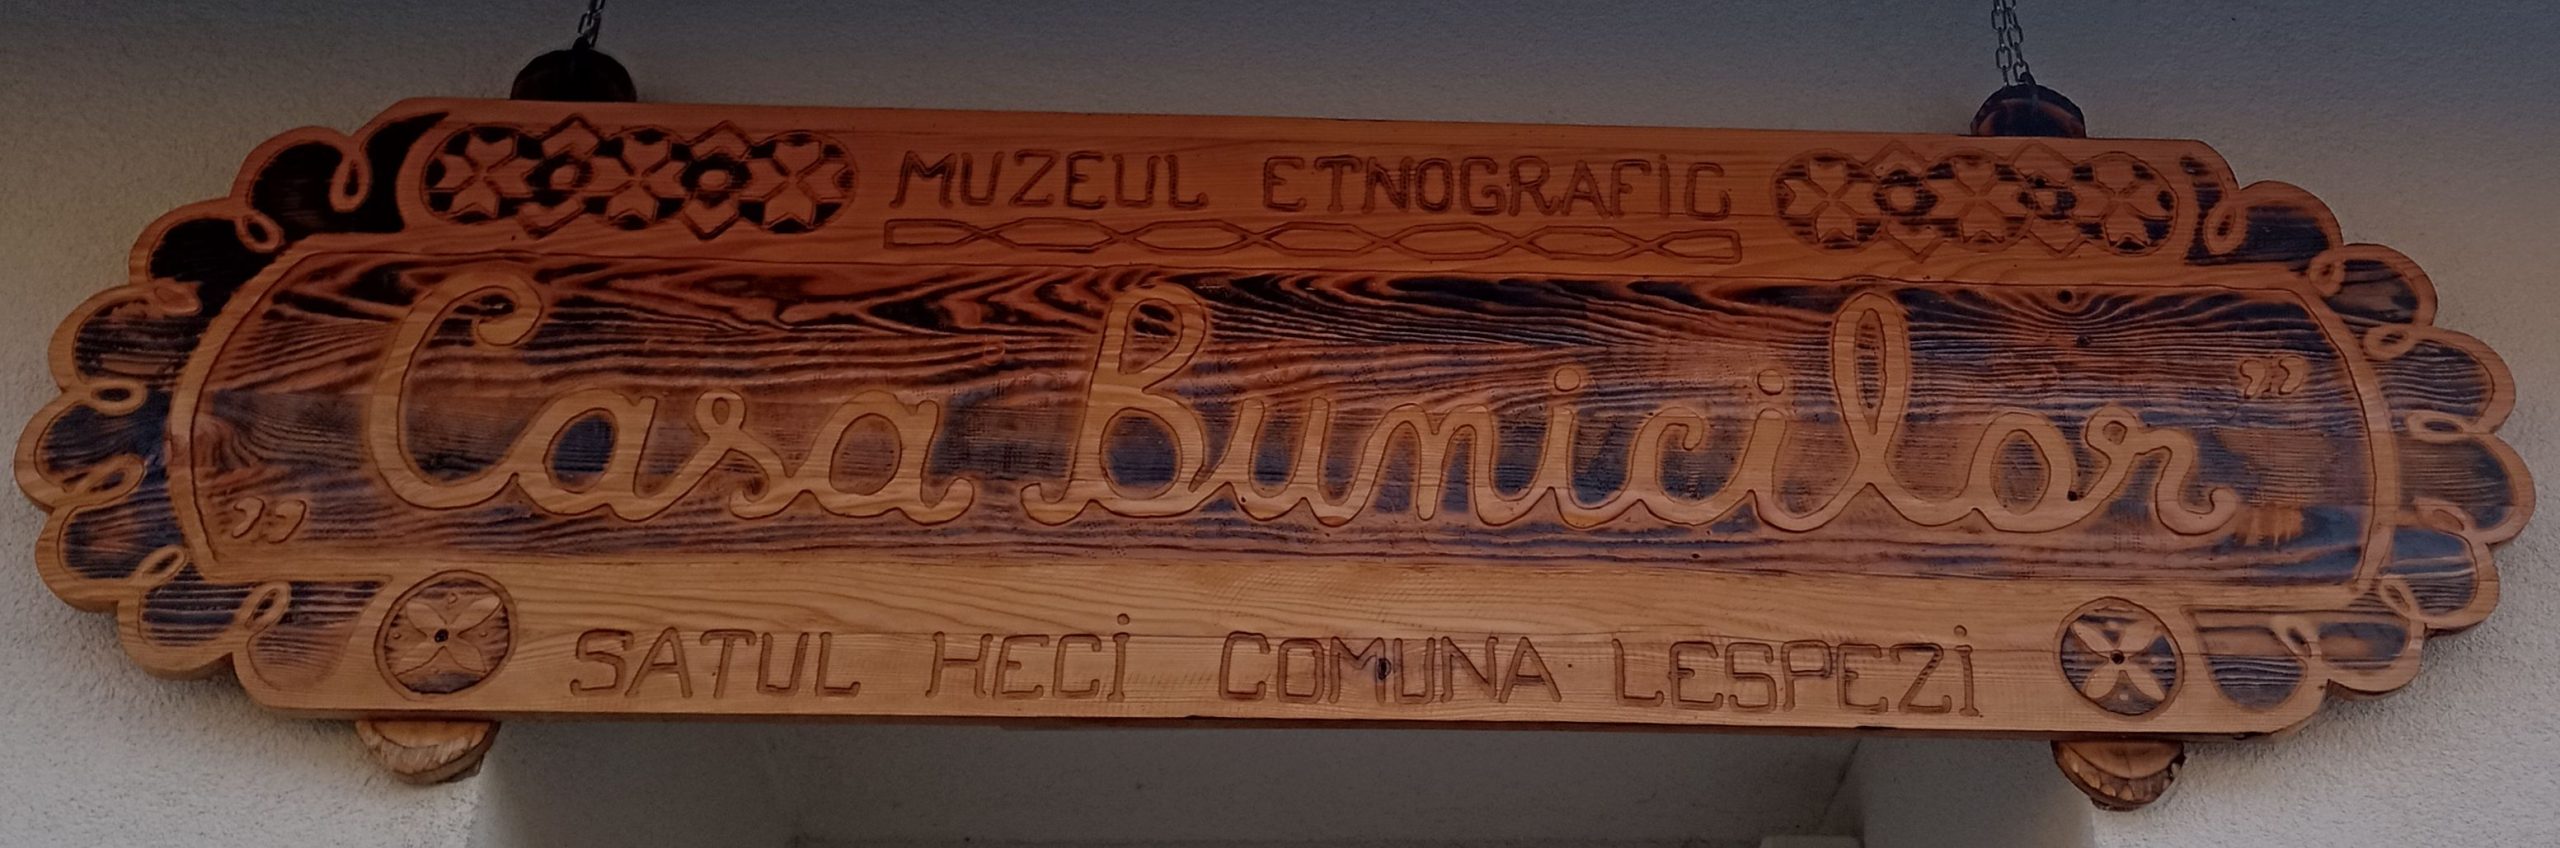 MUZEUL ETNOGRAFiC
„Casa Bunicilor”
SATUL HECi COMUNA LESPEZi